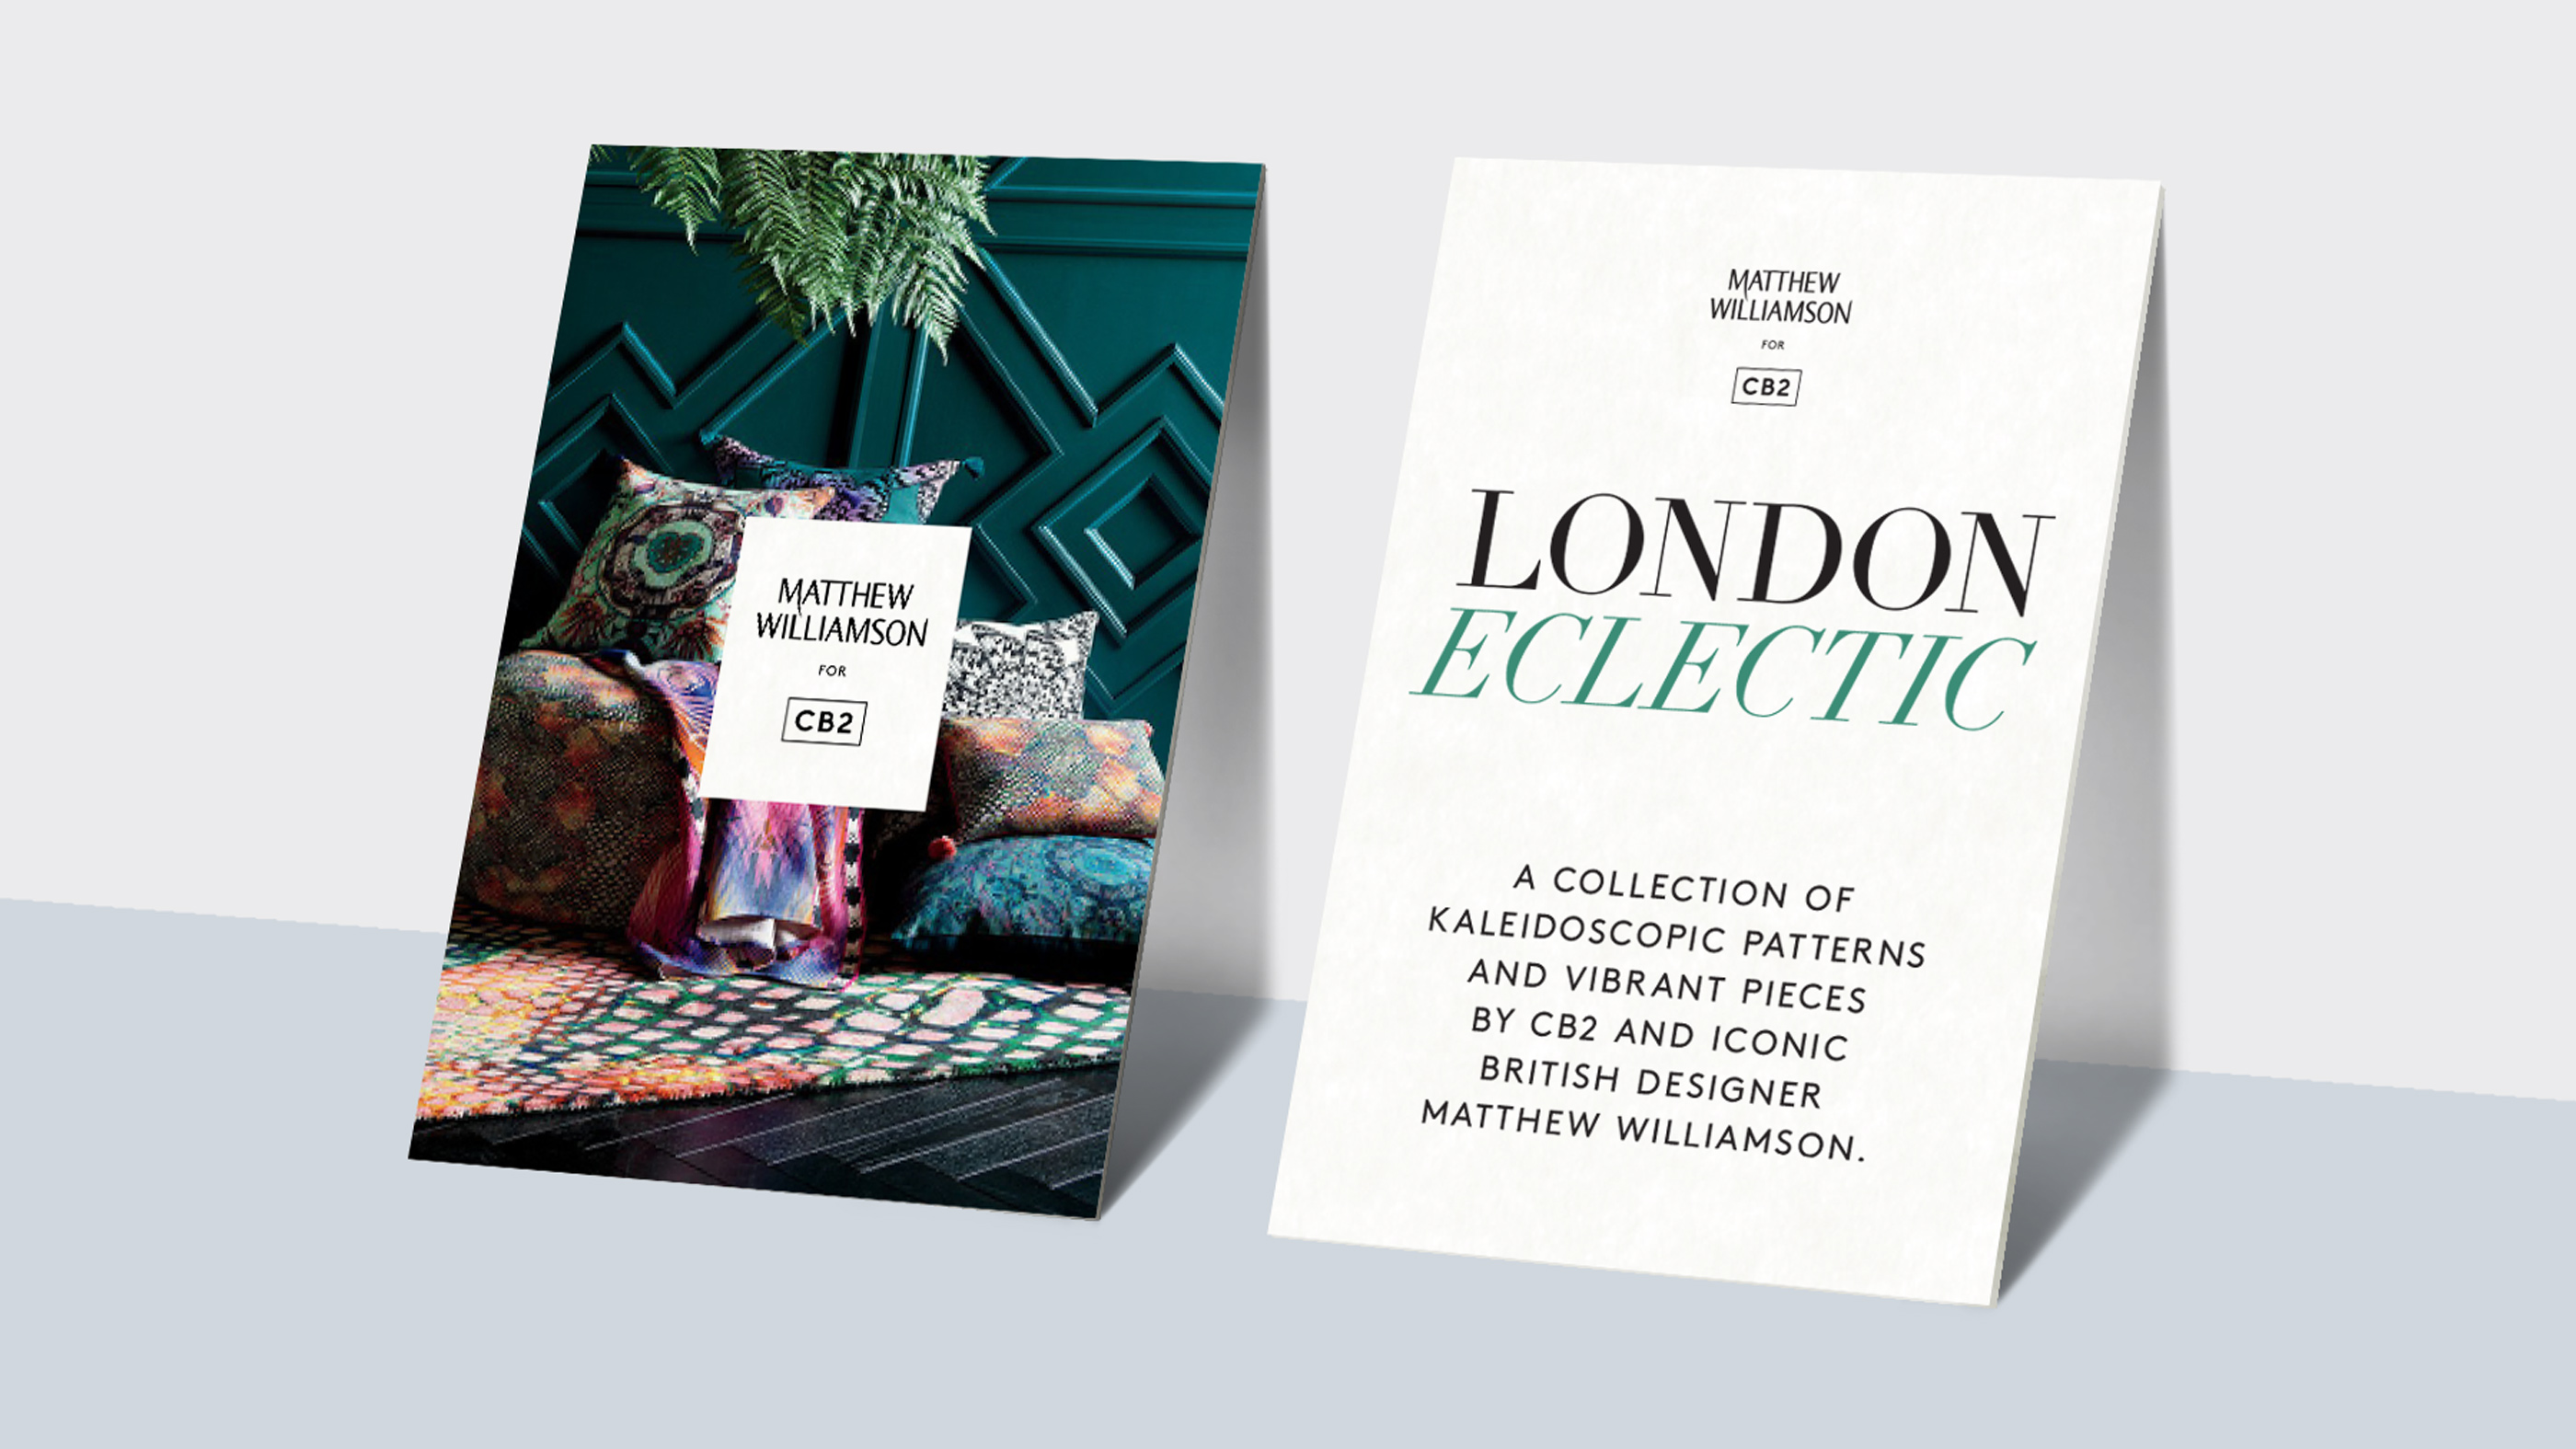 MATTHEW
WILLIAMSON
FOR
CB2
MATTHEW
WILLIAMSON
FOR
CB2
LONDON
ECLECTIC
A COLLECTION OF
KALEIDOSCOPIC PATTERNS
AND VIBRANT PIECES
BY CB2 AND ICONIC
BRITISH DESIGNER
MATTHEW WILLIAMSON.